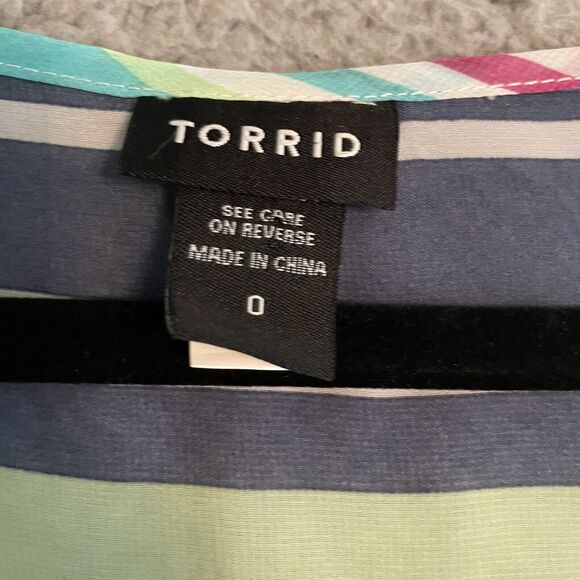 TORRID
SEE CARE
ON REVERSE
MADE IN CHINA
0